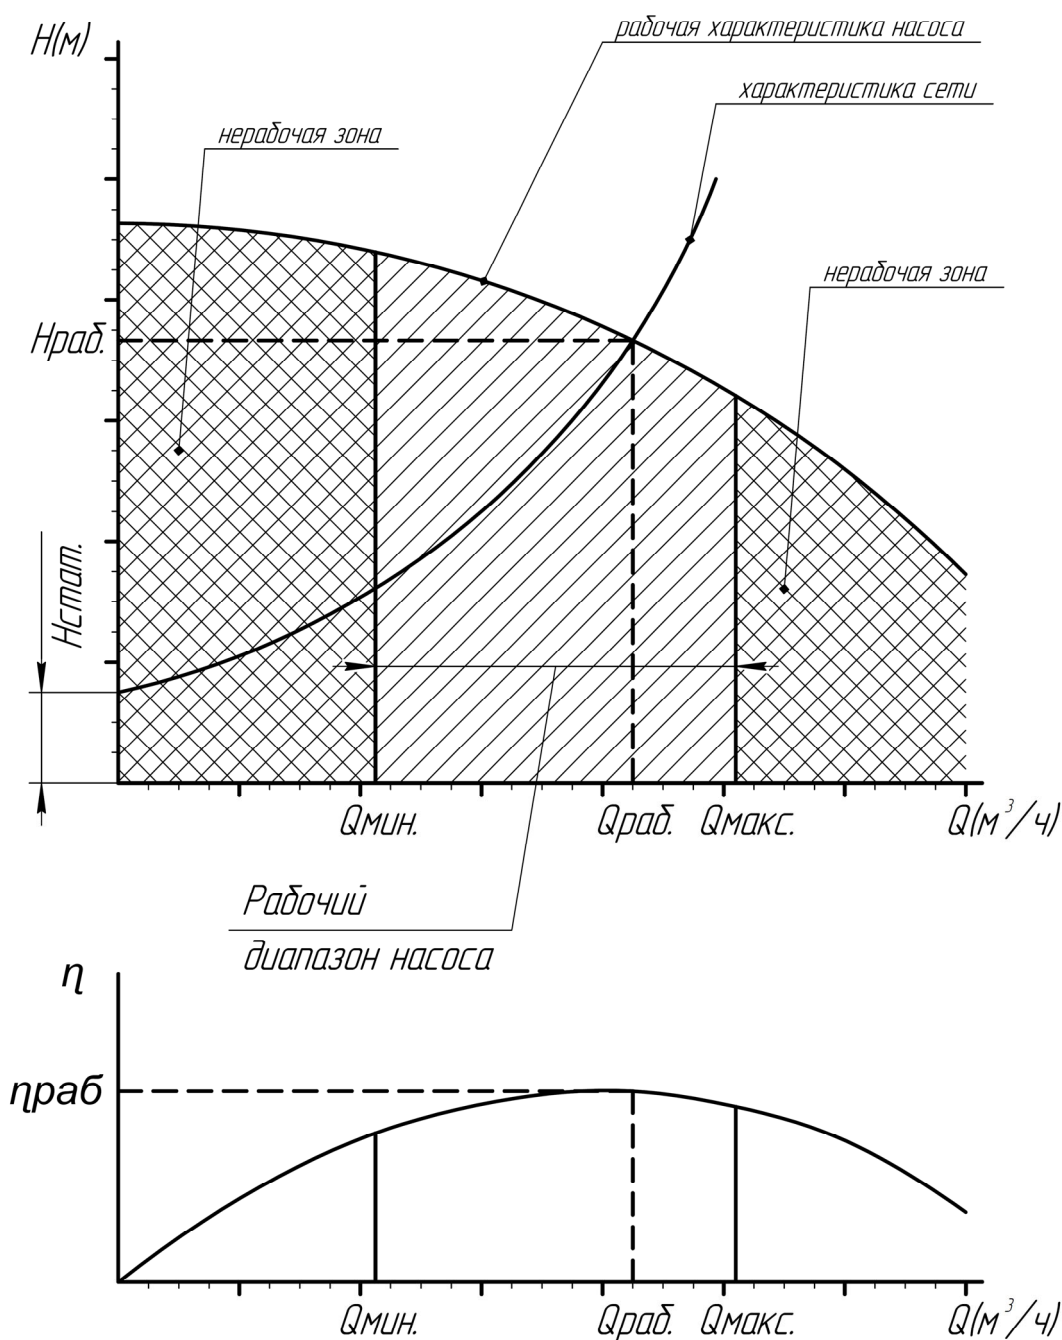 H(м)
рабочая характеристика насоса
характеристика сети
нерабочая зона
нерабочая зона
Hраб.
Hстат.
Qмин.
Qраб.
Qмакс.
Q(м³/ч)
Рабочий
диапазон насоса
η
ηраб
Qмин.
Qраб.
Qмакс.
Q(м³/ч)